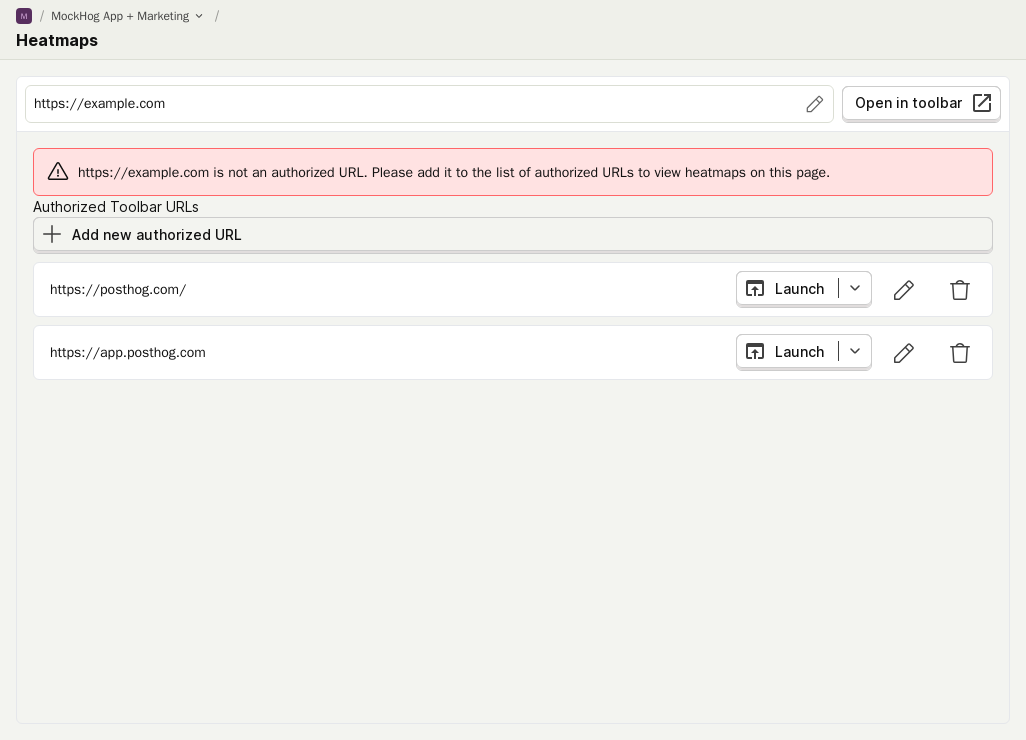 M / MockHog App + Marketing /
Heatmaps
https://example.com
Open in toolbar
https://example.com is not an authorized URL. Please add it to the list of authorized URLs to view heatmaps on this page.
Authorized Toolbar URLs
Add new authorized URL
https://posthog.com/
Launch
https://app.posthog.com
Launch